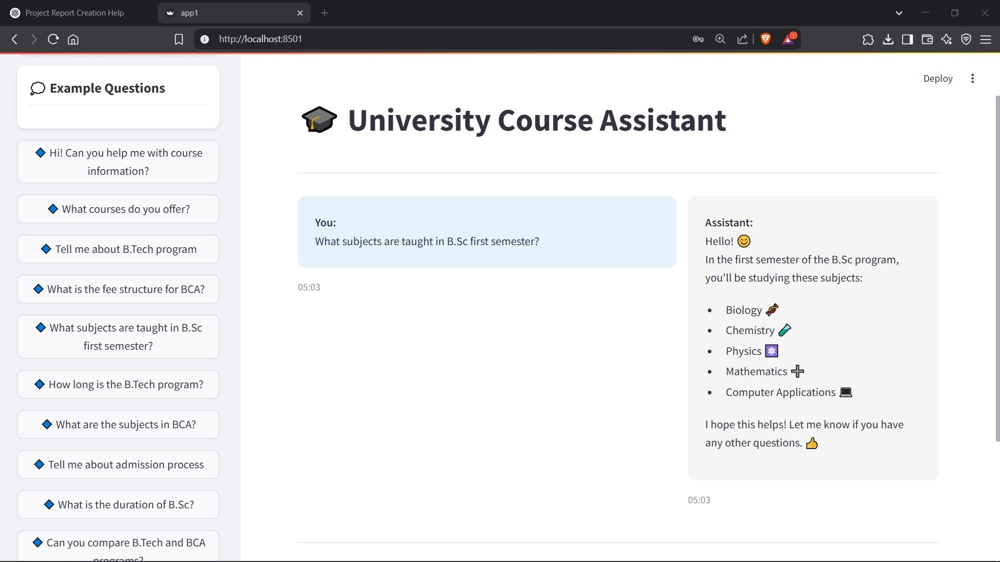 Project Report Creation Help
app1
http://localhost:8501
1
Deploy
💭 Example Questions
🔷 Hi! Can you help me with course
information?
🔷 What courses do you offer?
🔷 Tell me about B.Tech program
🔷 What is the fee structure for BCA?
🔷 What subjects are taught in B.Sc
first semester?
🔷 How long is the B.Tech program?
🔷 What are the subjects in BCA?
🔷 Tell me about admission process
🔷 What is the duration of B.Sc?
🔷 Can you compare B.Tech and BCA
programs?
🎓 University Course Assistant
You:
What subjects are taught in B.Sc first semester?
05:03
Assistant:
Hello! 😊
In the first semester of the B.Sc program,
you'll be studying these subjects:
• Biology 🧬
• Chemistry 🧪
• Physics ⚛️
• Mathematics ➕
• Computer Applications 💻
I hope this helps! Let me know if you have
any other questions. 👍
05:03